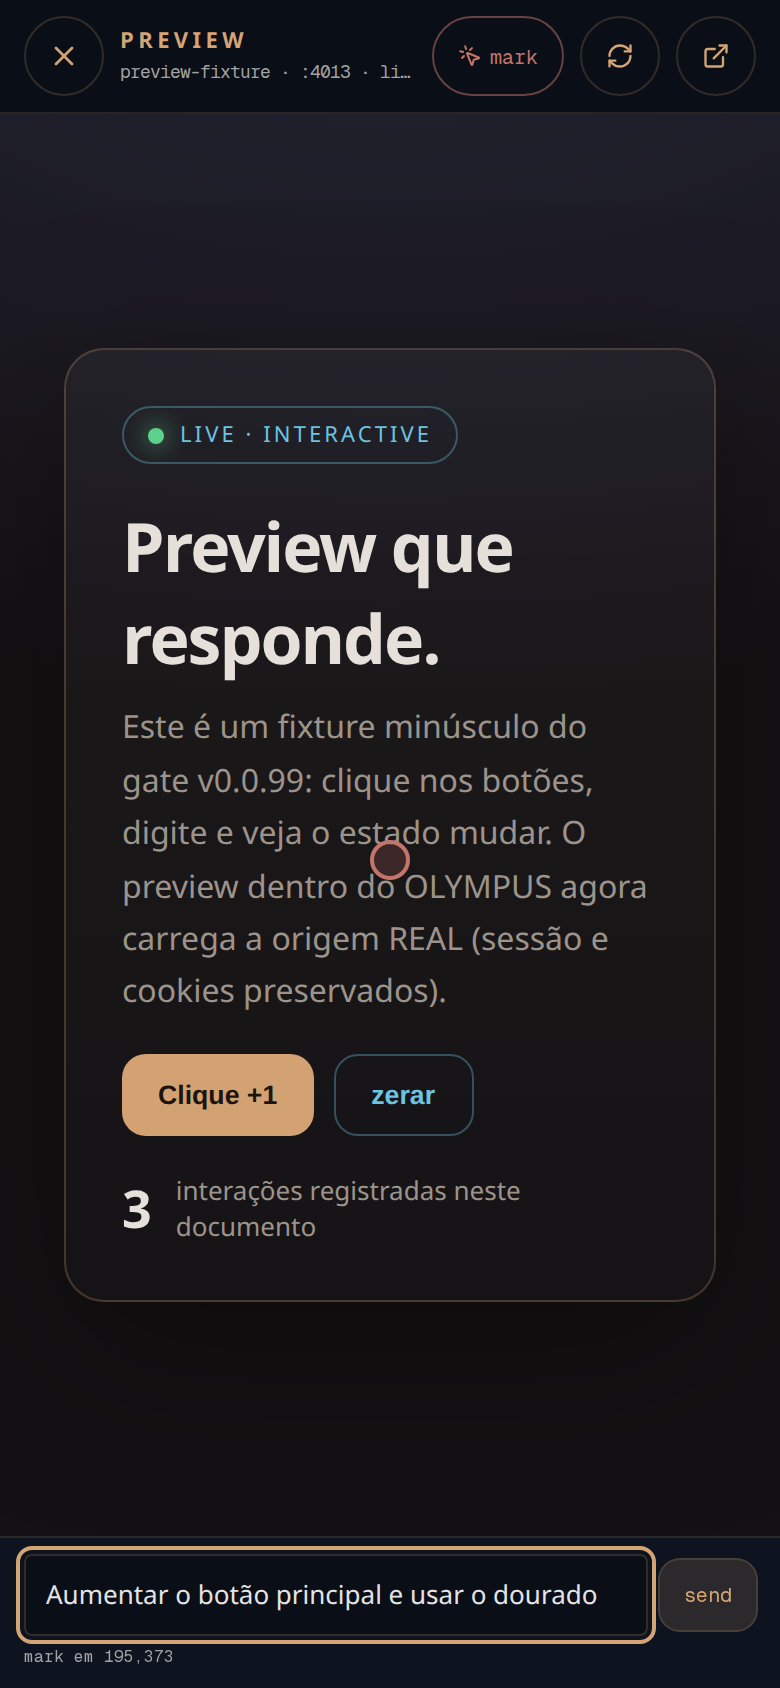 PREVIEW
preview-fixture · :4013 · li…
mark
LIVE · INTERACTIVE
Preview que
responde.
Este é um fixture minúsculo do
gate v0.0.99: clique nos botões,
digite e veja o estado mudar. O
preview dentro do OLYMPUS agora
carrega a origem REAL (sessão e
cookies preservados).
Clique +1
zerar
3
interações registradas neste
documento
Aumentar o botão principal e usar o dourado
send
mark em 195,373